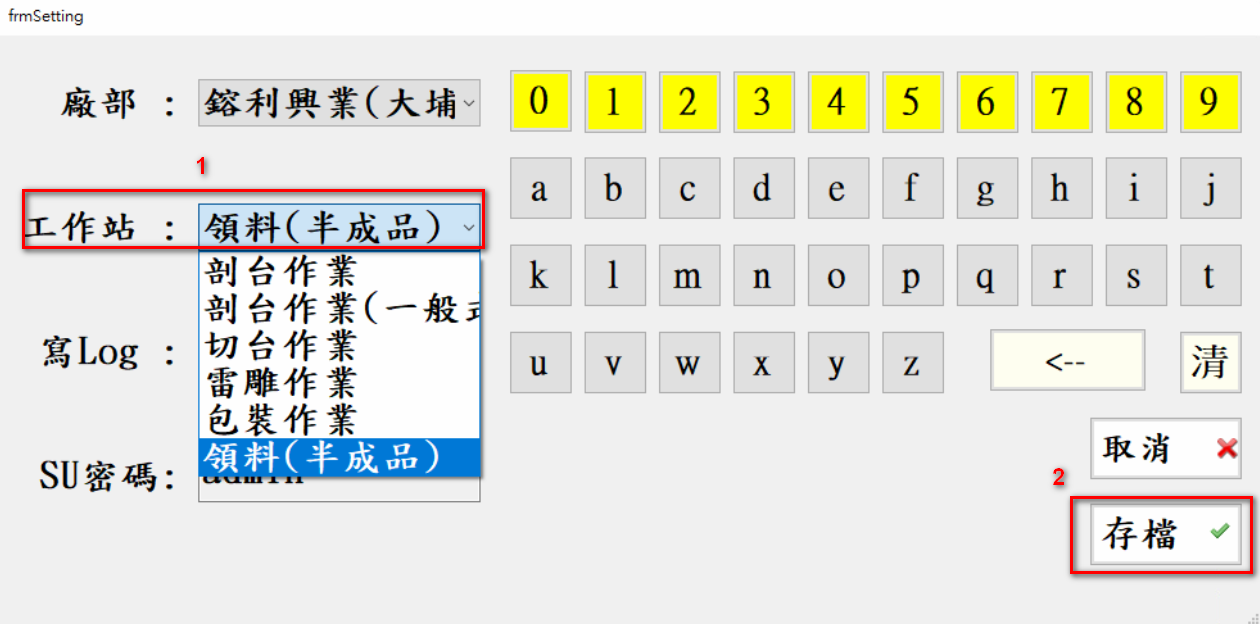 frmSetting
廠部 : 鎔利興業(大埔
0 1 2 3 4 5 6 7 8 9
1
a b c d e f g h i j
工作站 : 領料(半成品)
剖台作業
剖台作業(一般式
切台作業
雷雕作業
包裝作業
領料(半成品)
k l m n o p q r s t
寫Log :
u v w x y z <-- 清
取消
SU密碼: admin
2
存檔